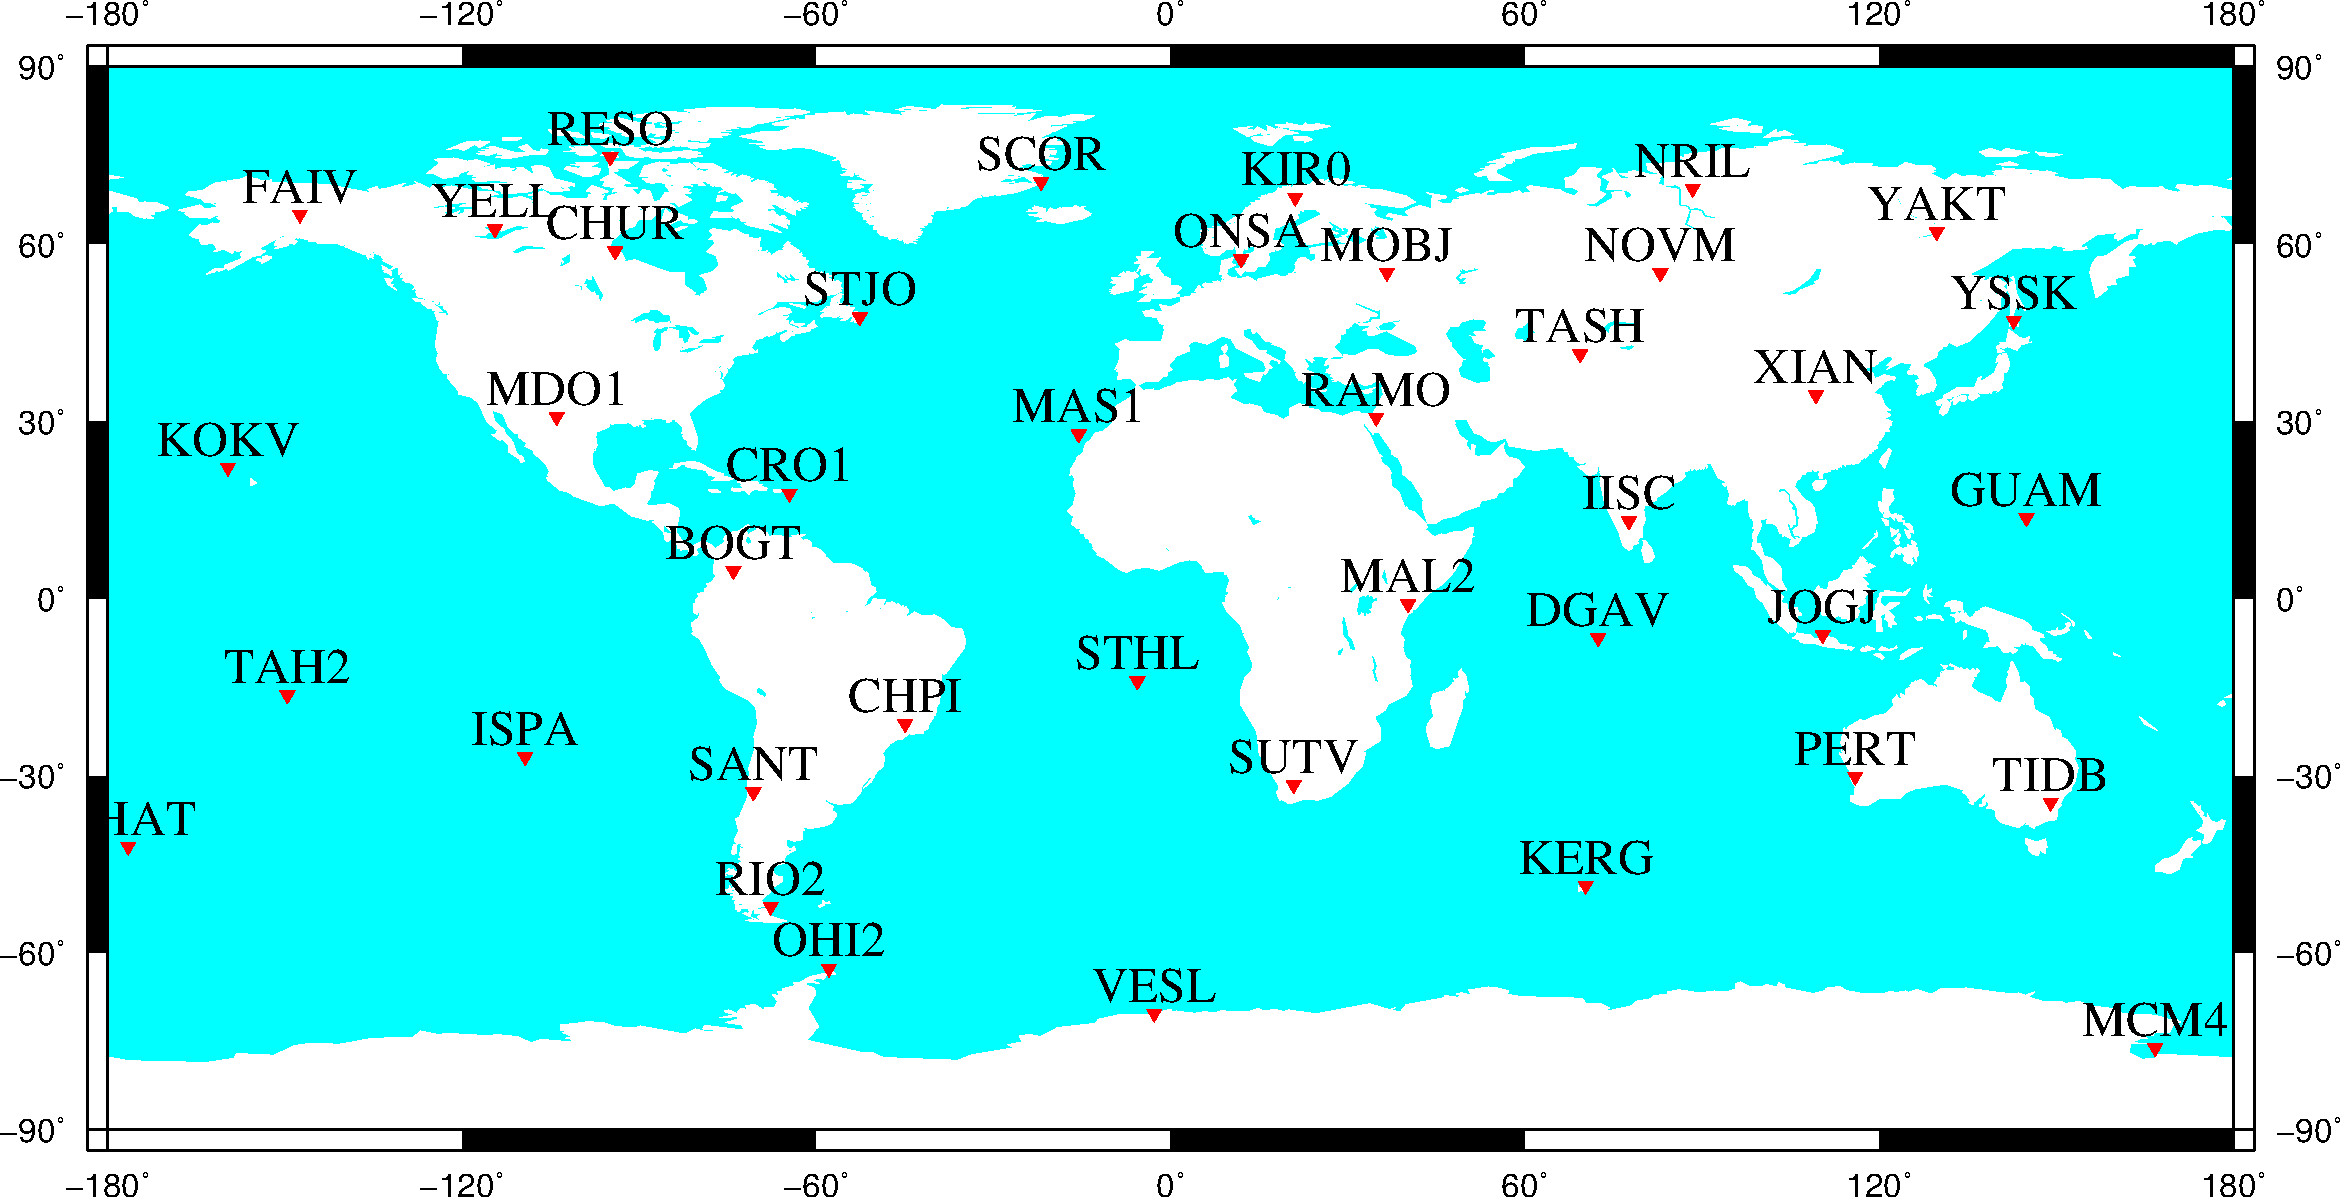 −180˚ −120˚ −60˚ 0˚ 60˚ 120˚ 180˚
90˚ 90˚
RESO
SCOR
KIR0
NRIL
FAIV
YELL
YAKT
CHUR
ONSA
60˚ MOBJ NOVM 60˚
STJO
YSSK
TASH
XIAN
MDO1
RAMO
MAS1
30˚ 30˚
KOKV
CRO1
IISC
GUAM
BOGT
MAL2
0˚ 0˚
DGAV
JOGJ
STHL
TAH2
CHPI
ISPA
PERT
SUTV
SANT
−30˚ TIDB −30˚
HAT
KERG
RIO2
OHI2
−60˚ −60˚
VESL
MCM4
−90˚ −90˚
−180˚ −120˚ −60˚ 0˚ 60˚ 120˚ 180˚